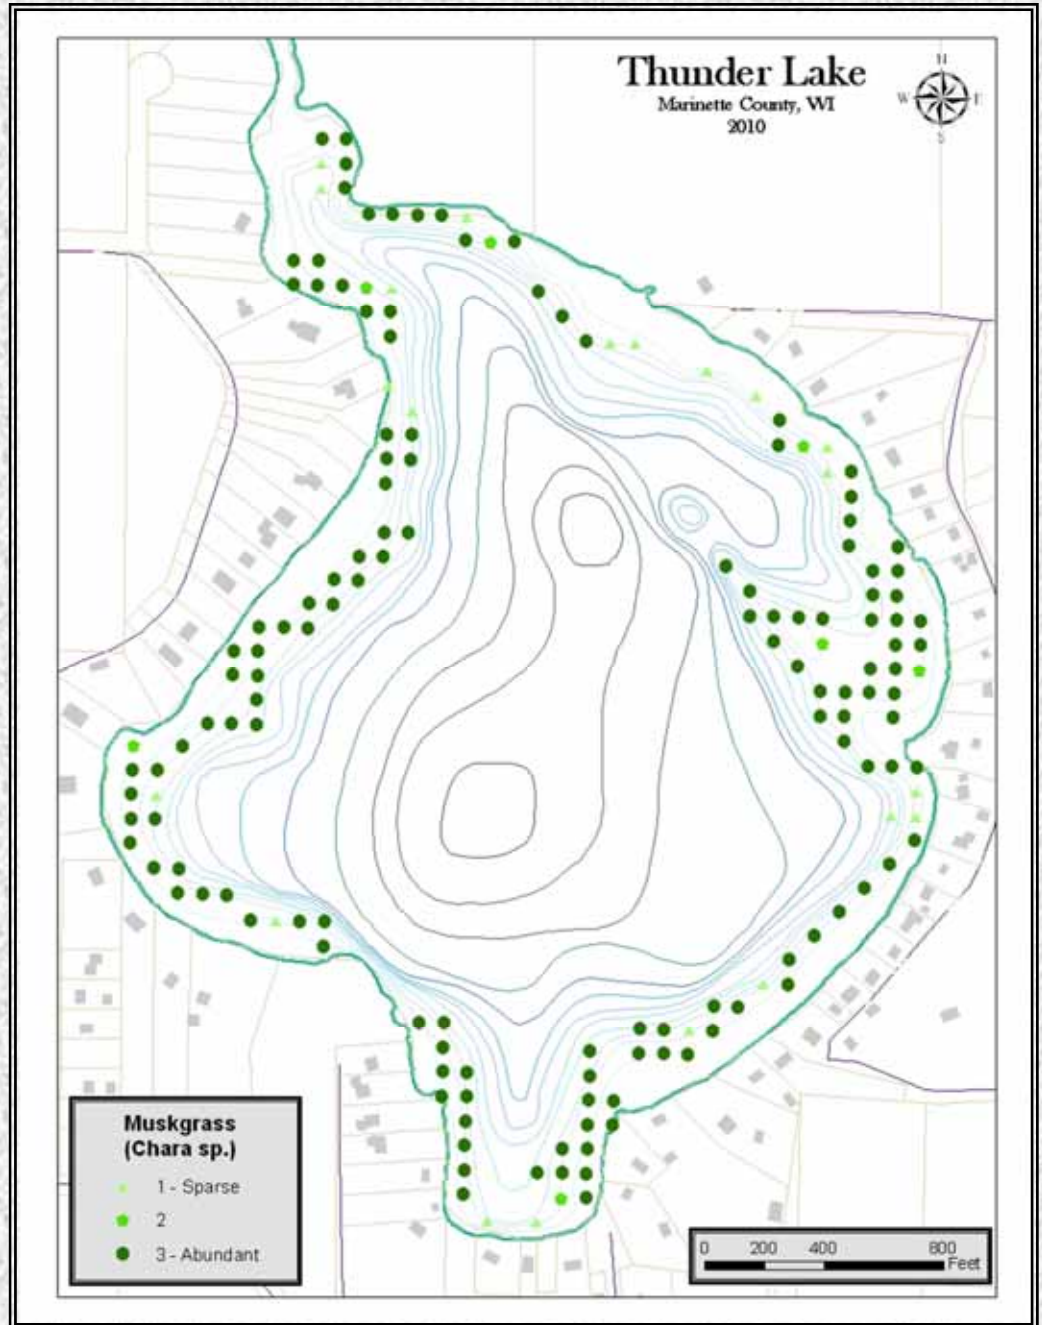 Thunder Lake
Marinette County, WI
2010
N
W E
S
Muskgrass
(Chara sp.)
1 - Sparse
2
3 - Abundant
0 200 400 800
Feet